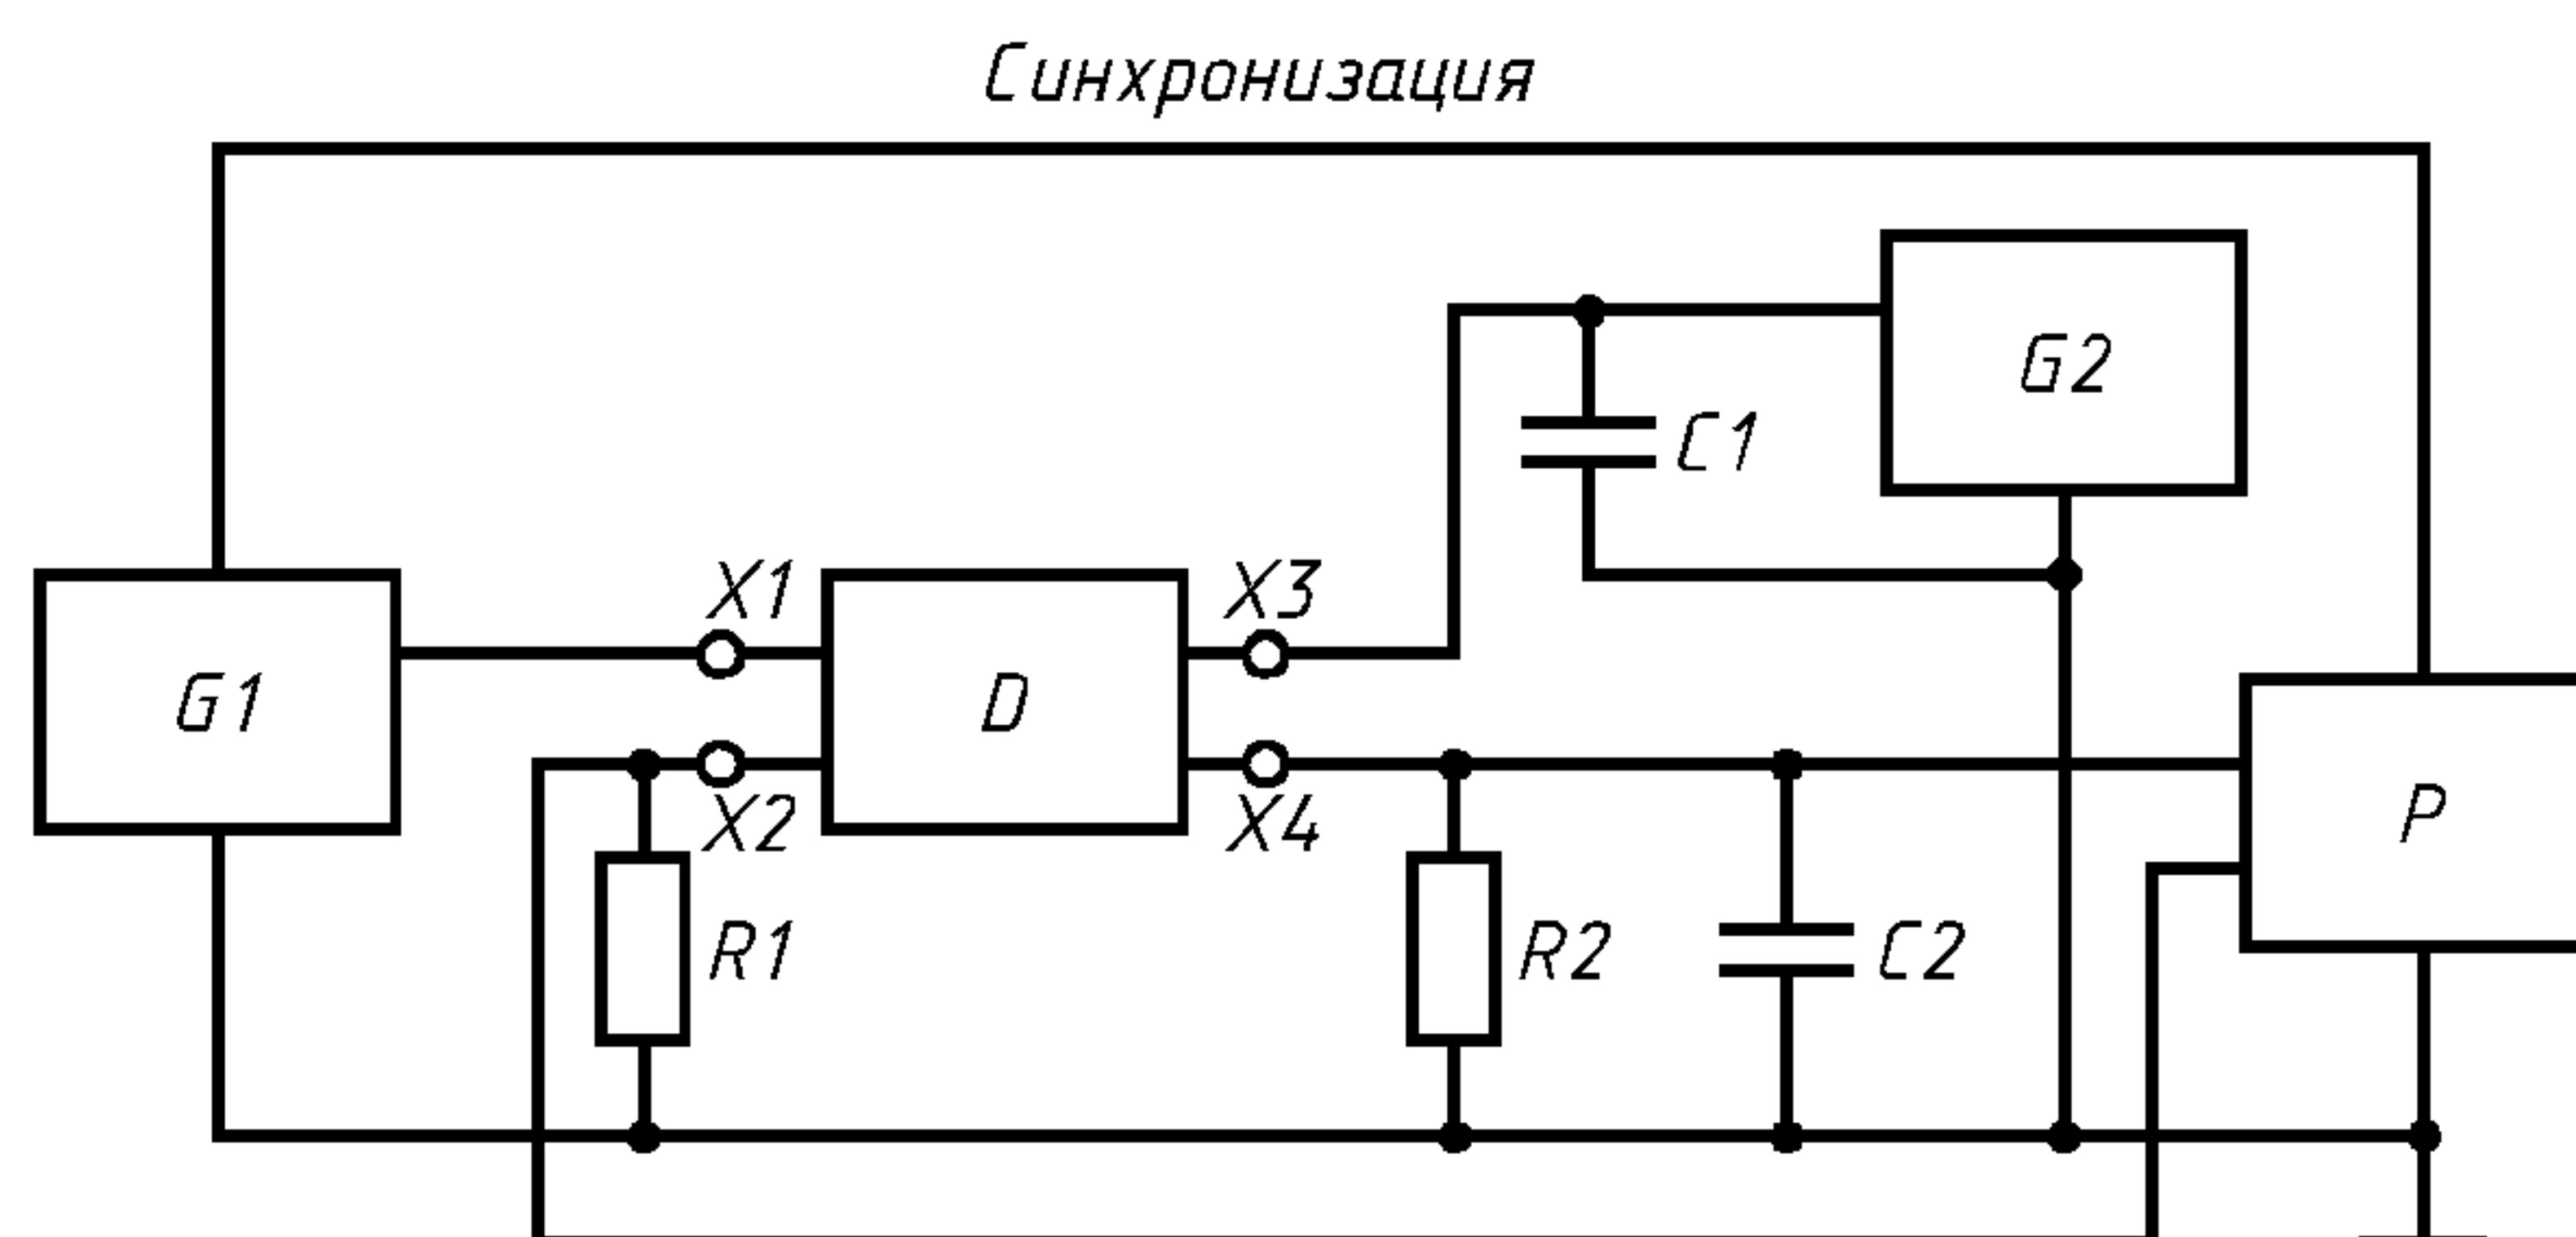 Синхронизация
G2
C1
X1 X3
G1 D
X2 X4 P
R1 R2 C2